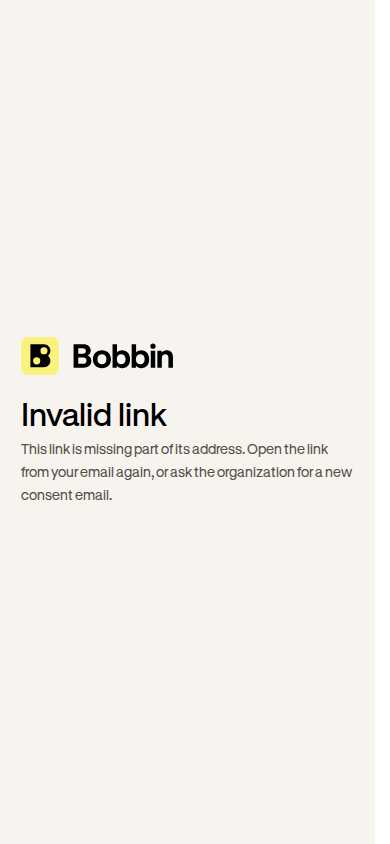 Bobbin
Invalid link
This link is missing part of its address. Open the link
from your email again, or ask the organization for a new
consent email.